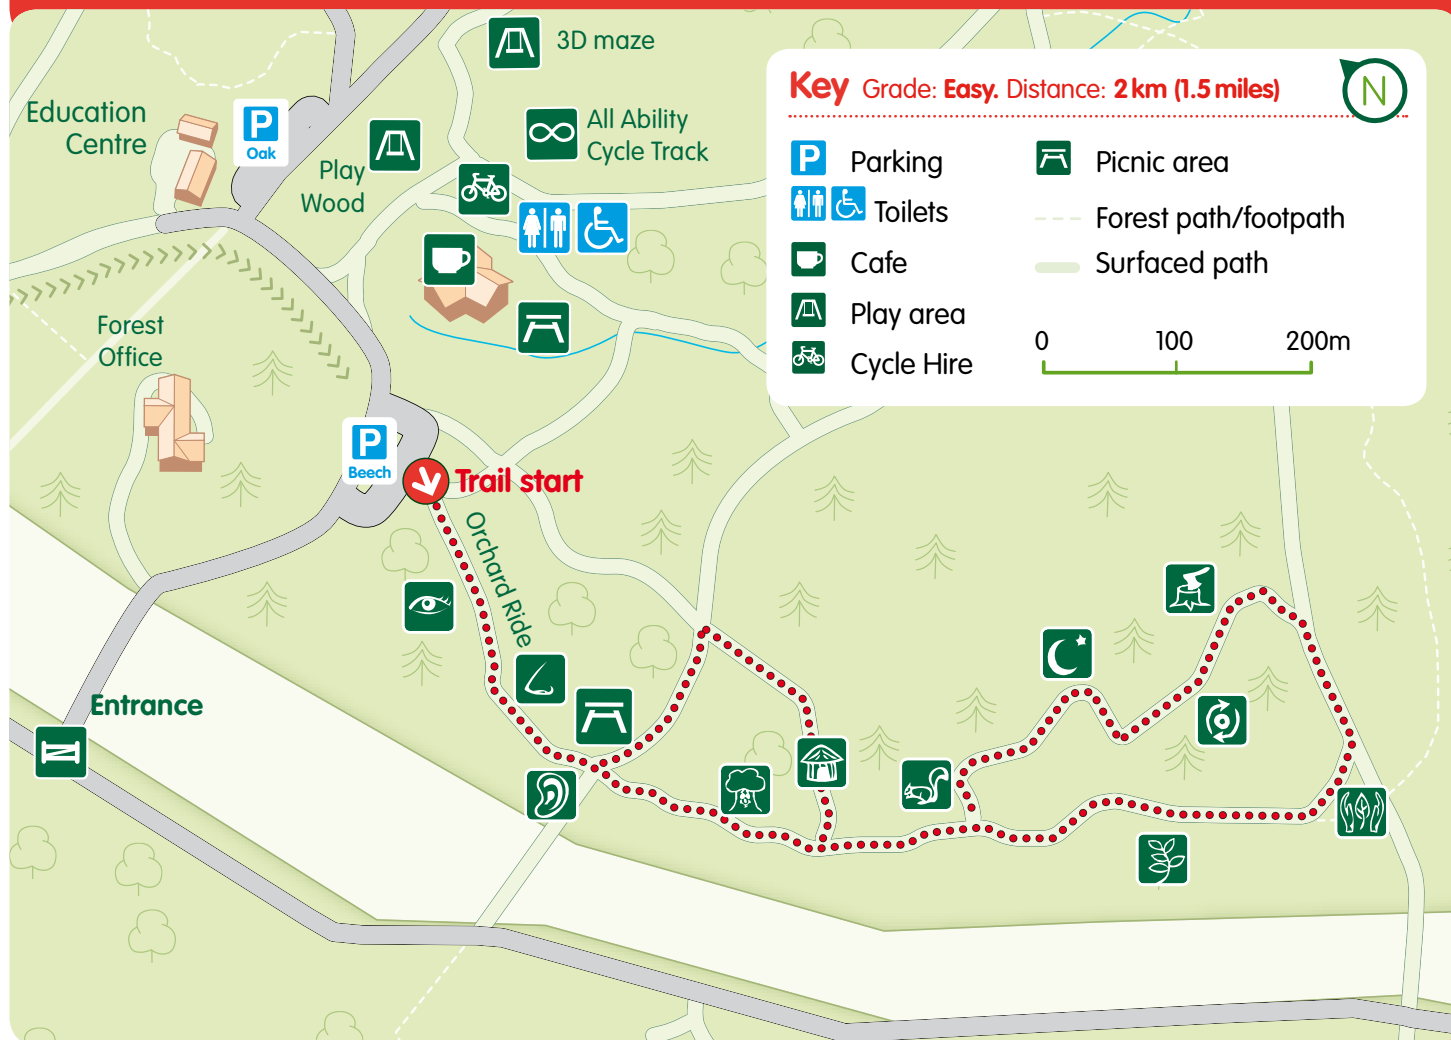 3D maze
Education
Centre
P
Oak
All Ability
Cycle Track
Play
Wood
Forest
Office
P
Beech
Trail start
Orchard Ride
Entrance
Key Grade: Easy. Distance: 2 km (1.5 miles)
N
P Parking
Toilets
Cafe
Play area
Cycle Hire
Picnic area
Forest path/footpath
Surfaced path
0 100 200m